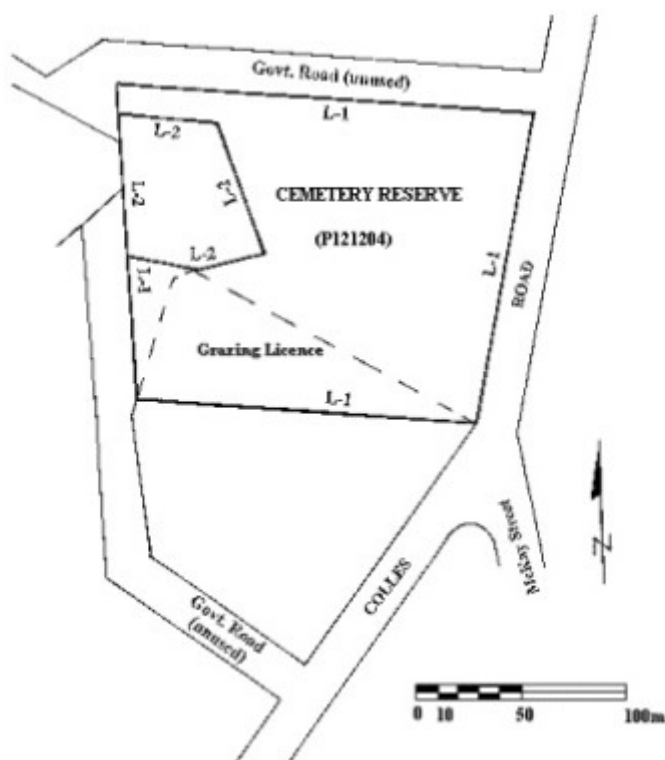 Govt. Road (unused)
L-1
L-2
L-2
L-2
CEMETERY RESERVE
(P121204)
L-2
L-1
L-1
ROAD
Grazing Licence
L-1
McKay Street
N
COLLES
Govt. Road
(unused)
0 10 50 100m